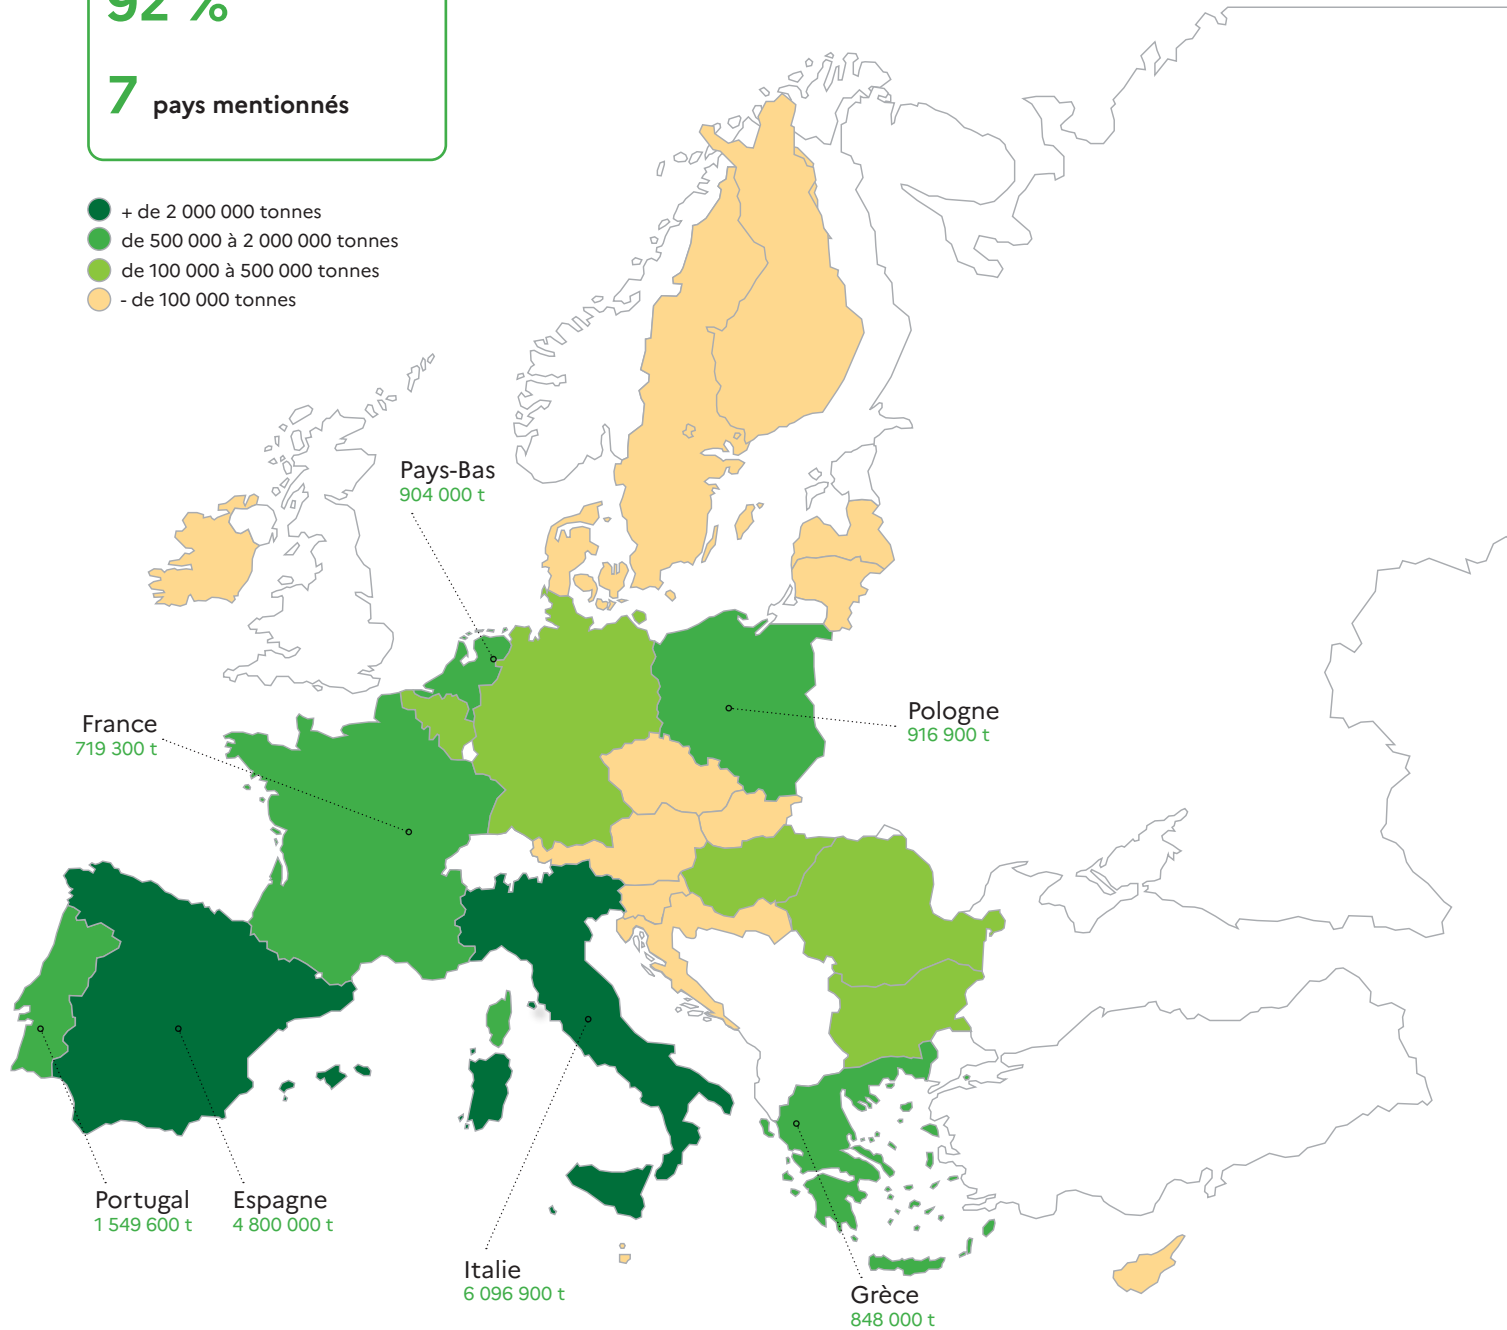 92 %
7 pays mentionnés
+ de 2 000 000 tonnes
de 500 000 à 2 000 000 tonnes
de 100 000 à 500 000 tonnes
- de 100 000 tonnes
Pays-Bas
904 000 t
France
719 300 t
Pologne
916 900 t
Portugal
1 549 600 t
Espagne
4 800 000 t
Italie
6 096 900 t
Grèce
848 000 t